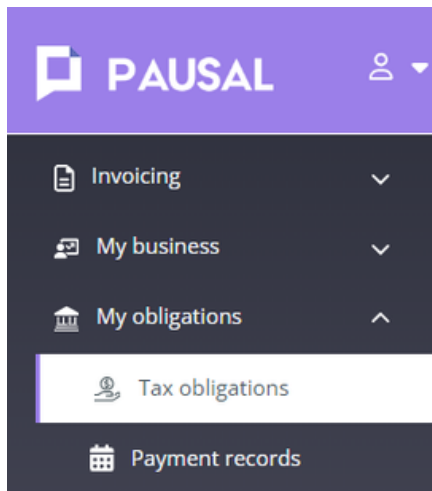 PAUSAL
Invoicing
My business
My obligations
Tax obligations
Payment records